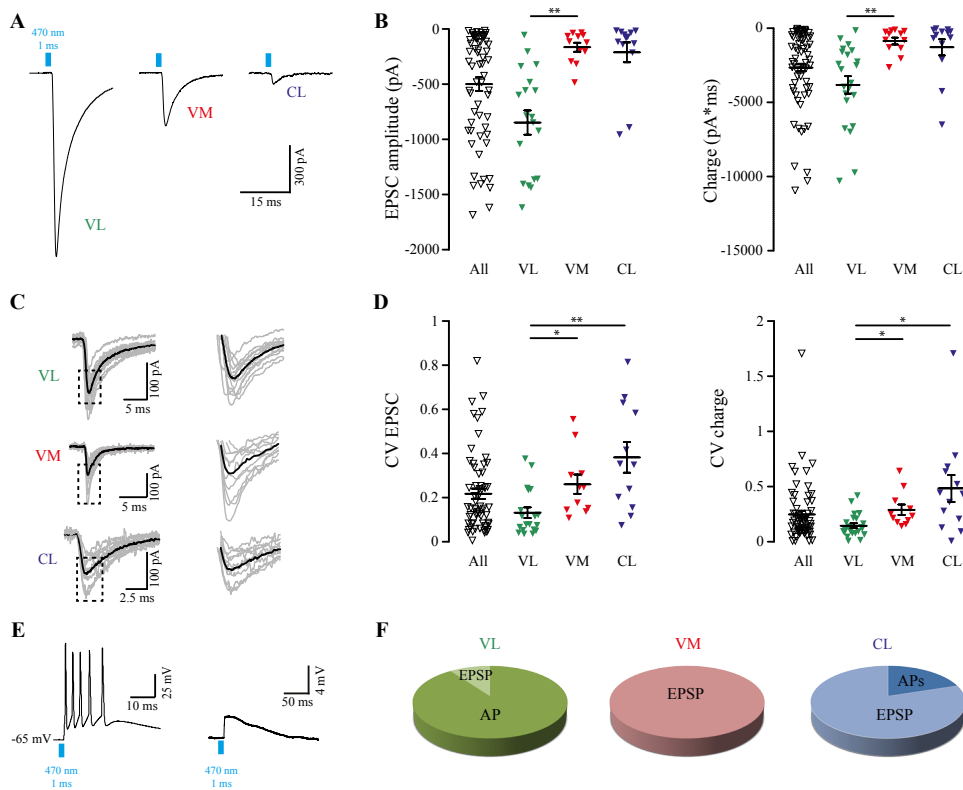 A
470 nm
1 ms
VL
VM
CL
300 pA
15 ms
B
**
EPSC amplitude (pA)
0
-500
-1000
-1500
-2000
All
VL
VM
CL
**
Charge (pA*ms)
0
-5000
-10000
-15000
All
VL
VM
CL
C
VL
100 pA
5 ms
VM
100 pA
5 ms
CL
100 pA
2.5 ms
D
**
*
CV EPSC
1
0.8
0.6
0.4
0.2
0
All
VL
VM
CL
*
*
CV charge
2
1.5
1
0.5
0
All
VL
VM
CL
E
25 mV
10 ms
-65 mV
470 nm
1 ms
4 mV
50 ms
470 nm
1 ms
F
VL
EPSP
AP
VM
EPSP
CL
APs
EPSP